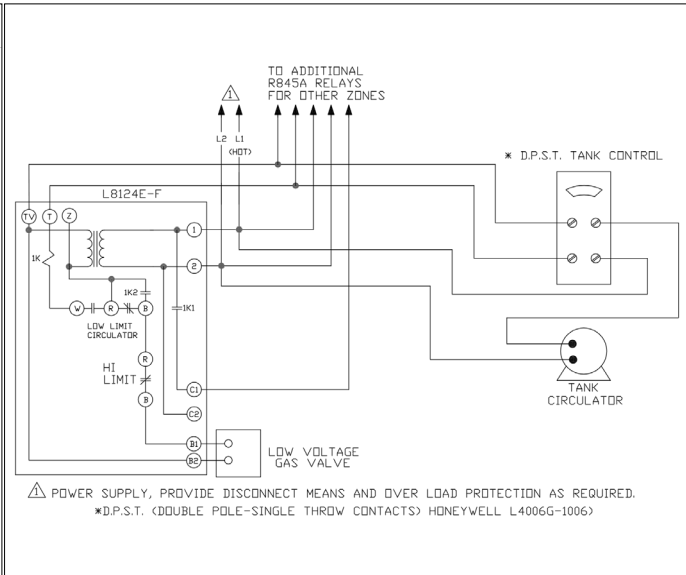 TO ADDITIONAL
R845A RELAYS
FOR OTHER ZONES
1
L2 L1
(HOT)
* D.P.S.T. TANK CONTROL
L8124E-F
TV T Z
1
2
1K
1K2
1K1
W R B
LOW LIMIT
CIRCULATOR
R
HI
LIMIT
B
C1
C2
B1
B2
LOW VOLTAGE
GAS VALVE
TANK
CIRCULATOR
1 POWER SUPPLY, PROVIDE DISCONNECT MEANS AND OVER LOAD PROTECTION AS REQUIRED.
*D.P.S.T. (DOUBLE POLE-SINGLE THROW CONTACTS) HONEYWELL L4006G-1006)